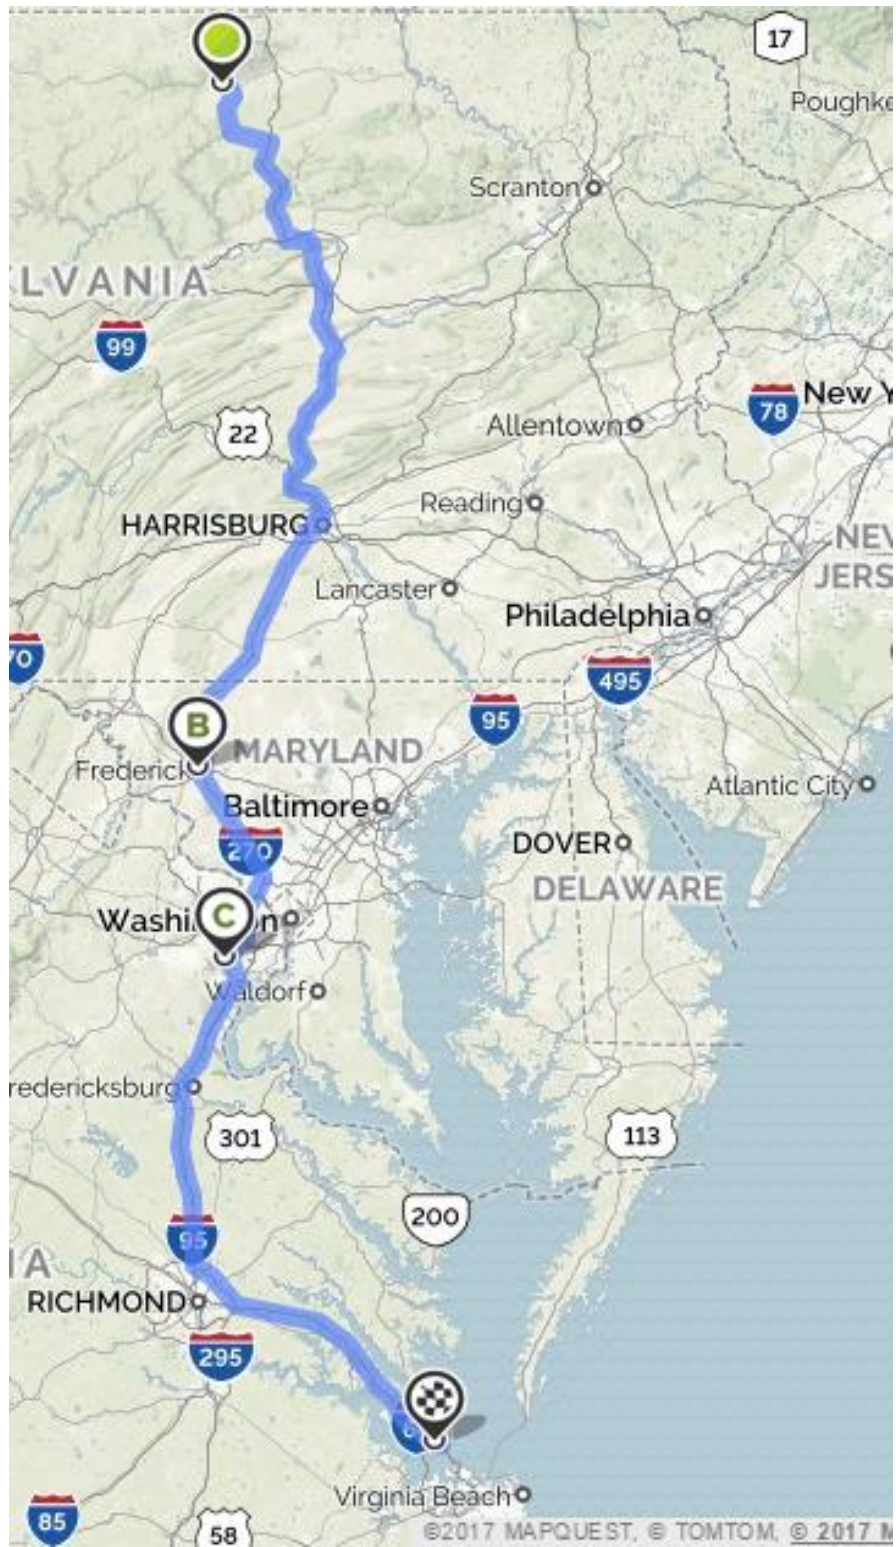 17
Poughke
Scranton
LVANIA
99
78
New Y
22
Allentown
Reading
HARRISBURG
NEW
JERS
Lancaster
Philadelphia
70
495
95
B
MARYLAND
Frederick
Atlantic City
Baltimore
270
DOVER
DELAWARE
C
Washi n
Waldorf
redericksburg
301
113
200
95
IA
RICHMOND
295
6
Virginia Beach
85
58
©2017 MAPQUEST, © TOMTOM, © 2017 M